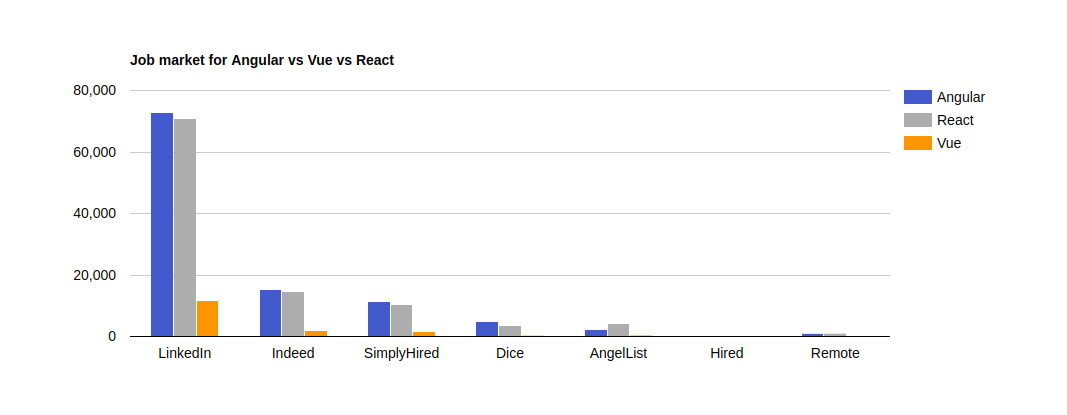 Job market for Angular vs Vue vs React
80,000
60,000
40,000
20,000
0
LinkedIn
Indeed
SimplyHired
Dice
AngelList
Hired
Remote
Angular
React
Vue